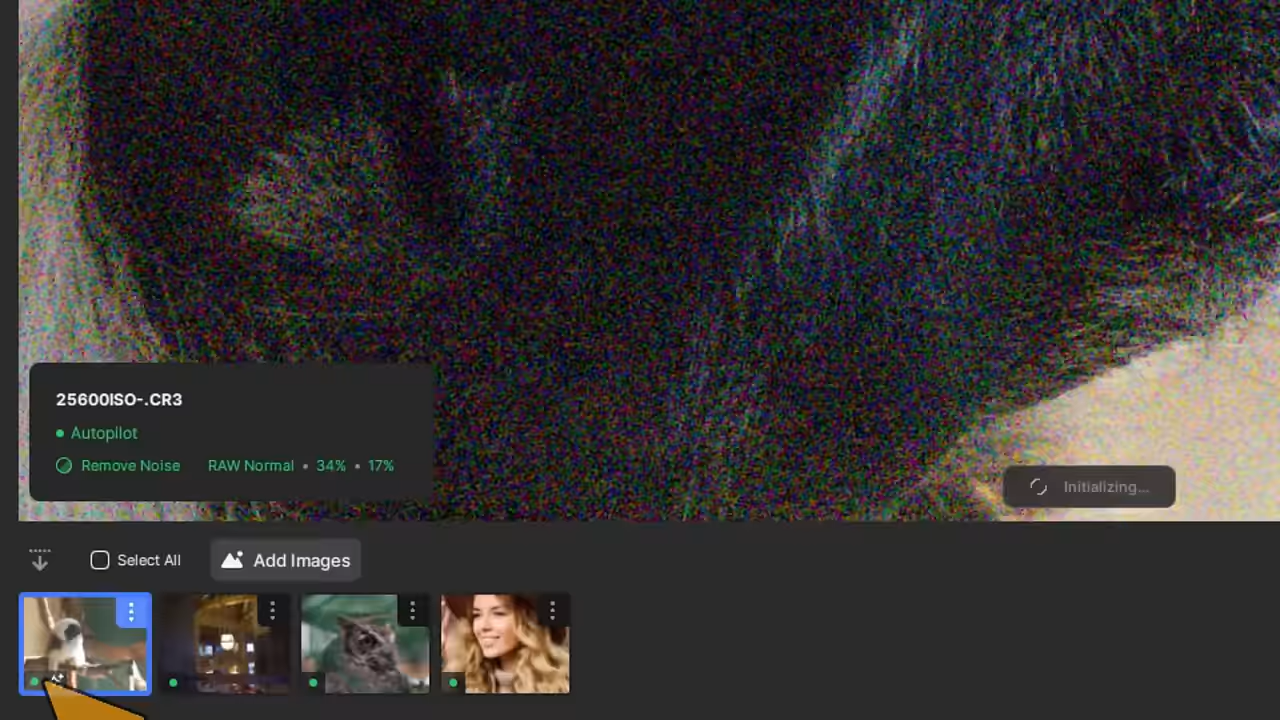 25600ISO-.CR3
Autopilot
Remove Noise RAW Normal • 34% • 17%
Initializing...
Select All
Add Images